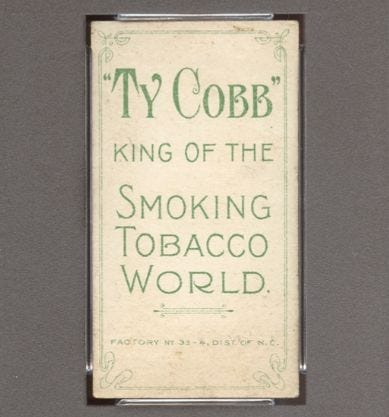 "TY COBB"
KING OF THE
SMOKING
TOBACCO
WORLD.
FACTORY No 33-4, DIST. OF N.C.